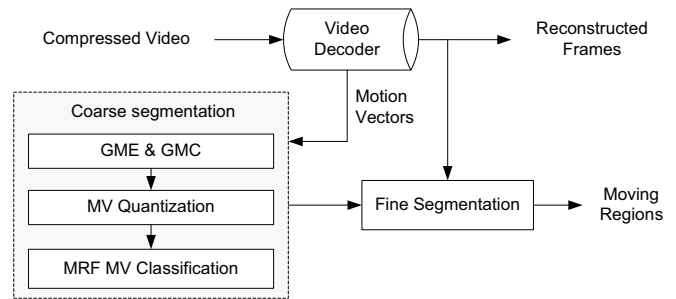 Compressed Video
Video
Decoder
Reconstructed
Frames
Motion
Vectors
Coarse segmentation
GME & GMC
MV Quantization
MRF MV Classification
Fine Segmentation
Moving
Regions